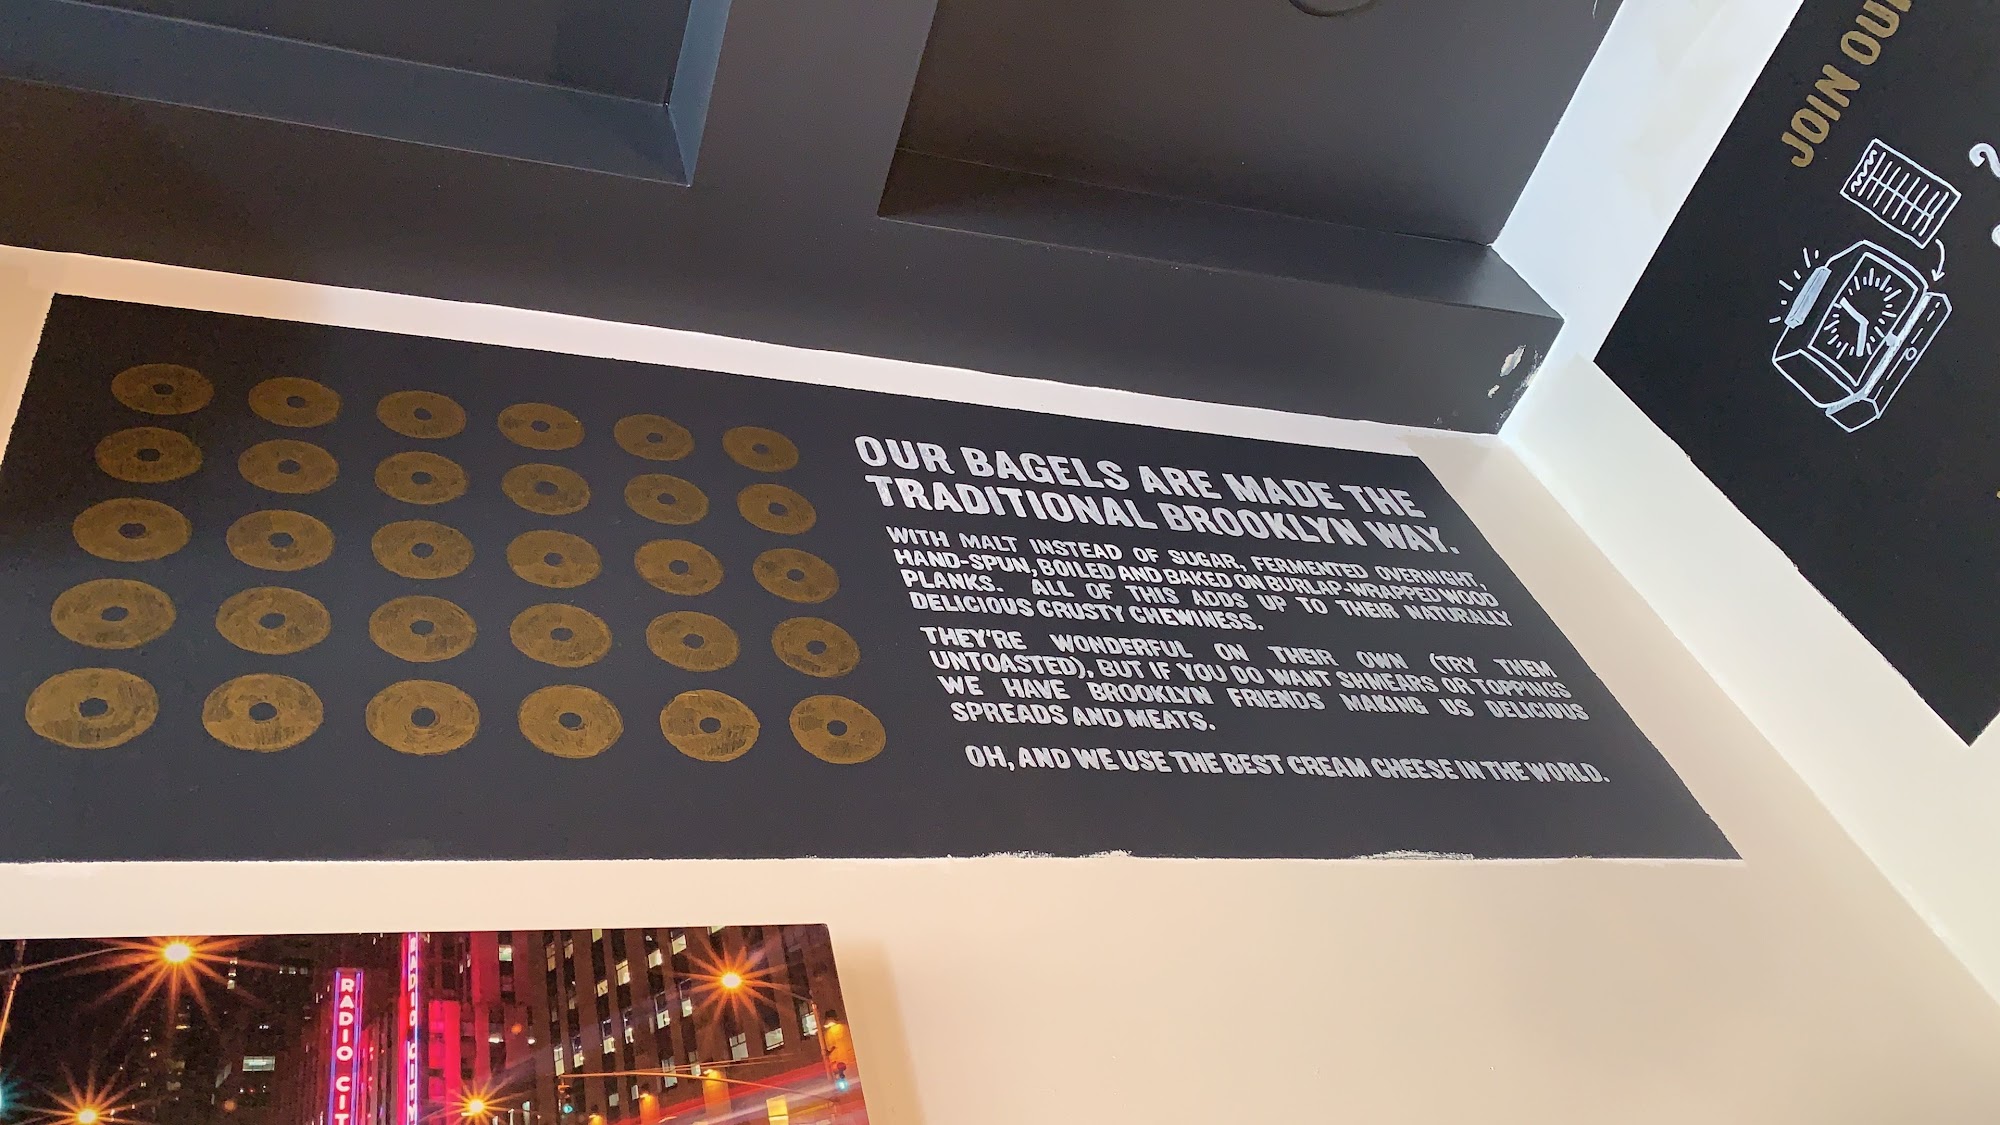 OUR BAGELS ARE MADE THE
TRADITIONAL BROOKLYN WAY.
WITH MALT INSTEAD OF SUGAR, FERMENTED OVERNIGHT,
HAND-SPUN, BOILED AND BAKED ON BURLAP-WRAPPED WOOD
PLANKS. ALL OF THIS ADDS UP TO THEIR NATURALLY
DELICIOUS CRUSTY CHEWINESS.
THEY'RE WONDERFUL ON THEIR OWN (TRY THEM
UNTOASTED), BUT IF YOU DO WANT SHMEARS OR TOPPINGS
WE HAVE BROOKLYN FRIENDS MAKING US DELICIOUS
SPREADS AND MEATS.
OH, AND WE USE THE BEST CREAM CHEESE IN THE WORLD.
JOIN OUR
RADIO CIT
RADIO